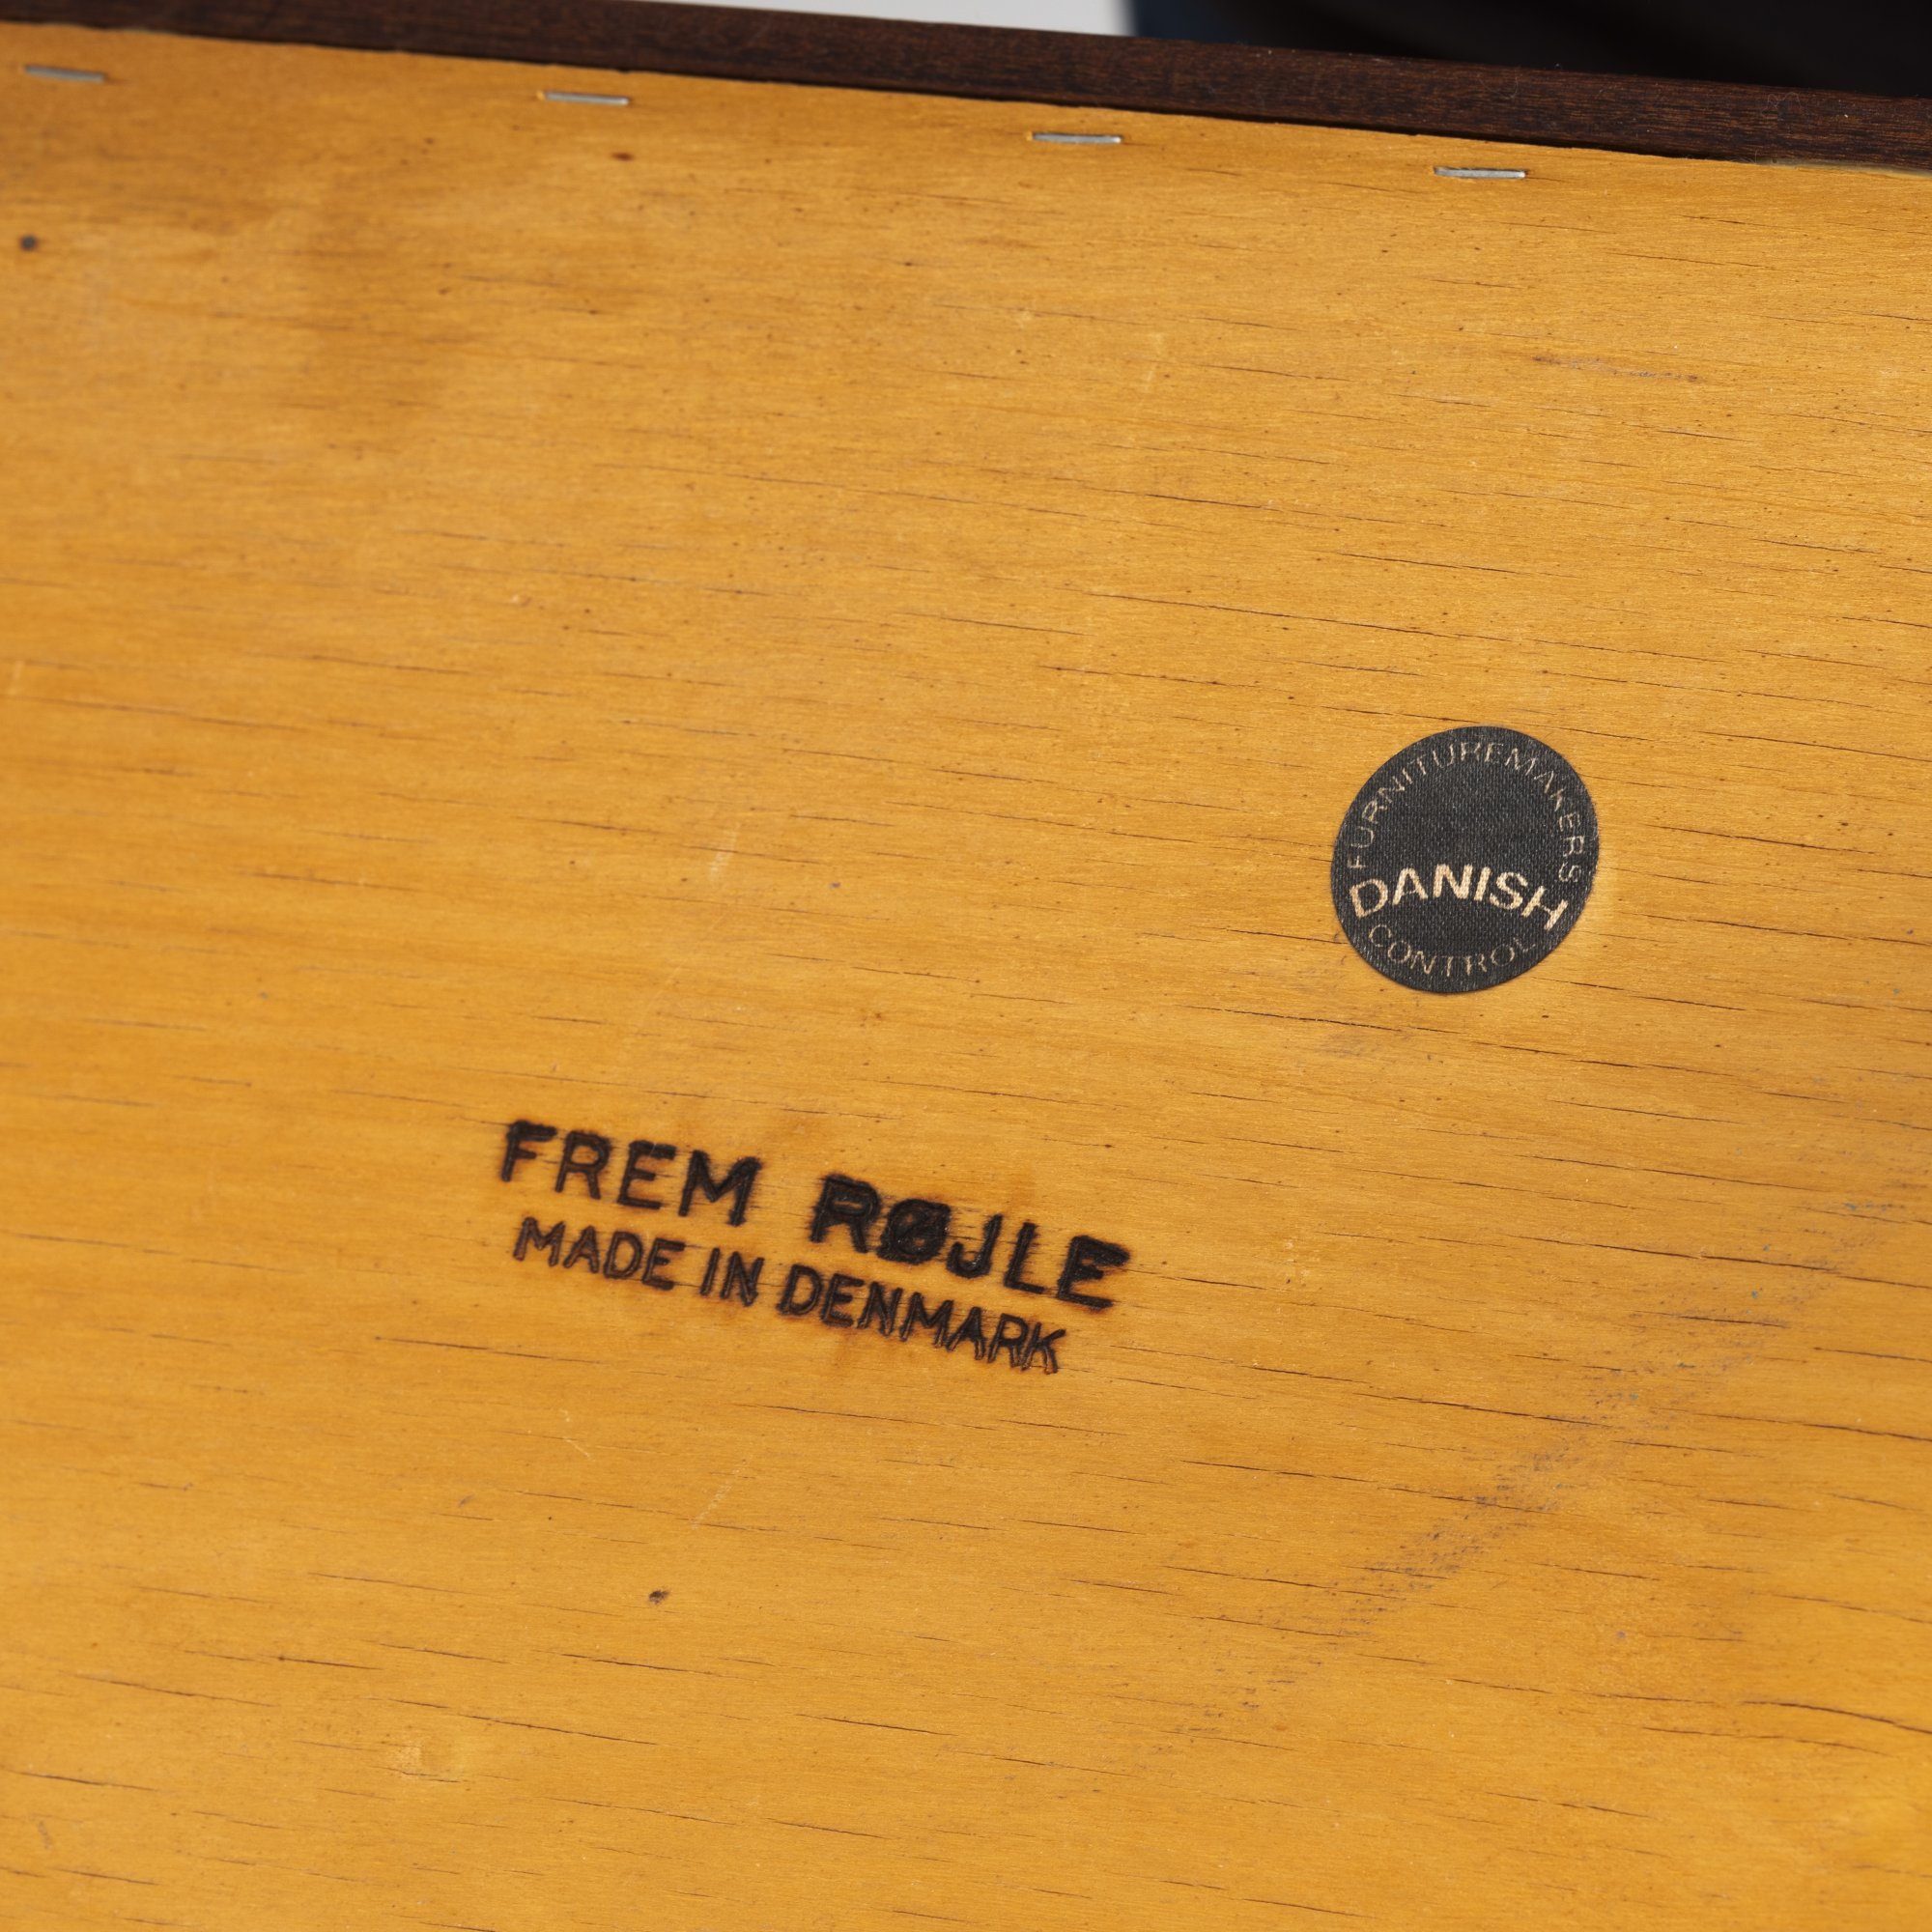 FURNITUREMAKERS
DANISH
CONTROL
FREM RØJLE
MADE IN DENMARK